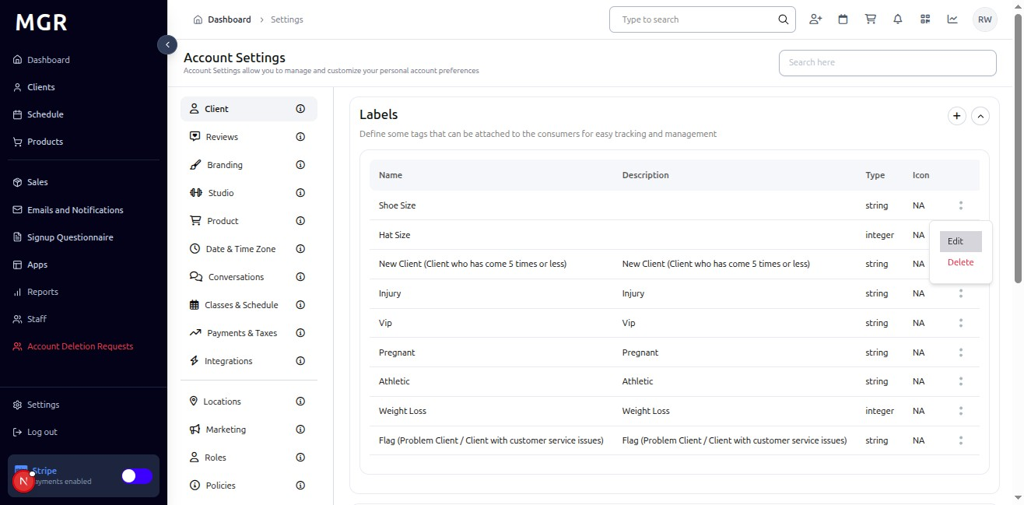 MGR
Dashboard
Clients
Schedule
Products
Sales
Emails and Notifications
Signup Questionnaire
Apps
Reports
Staff
Account Deletion Requests
Settings
Log out
Stripe
ayments enabled
N
Dashboard > Settings
Type to search
RW
Account Settings
Account Settings allow you to manage and customize your personal account preferences
Search here
Client
Reviews
Branding
Studio
Product
Date & Time Zone
Conversations
Classes & Schedule
Payments & Taxes
Integrations
Locations
Marketing
Roles
Policies
Labels
Define some tags that can be attached to the consumers for easy tracking and management
Name Description Type Icon
Shoe Size string NA
Hat Size integer NA
New Client (Client who has come 5 times or less) New Client (Client who has come 5 times or less) string NA
Injury Injury string NA
Vip Vip string NA
Pregnant Pregnant string NA
Athletic Athletic string NA
Weight Loss Weight Loss integer NA
Flag (Problem Client / Client with customer service issues) Flag (Problem Client / Client with customer service issues) string NA
Edit
Delete